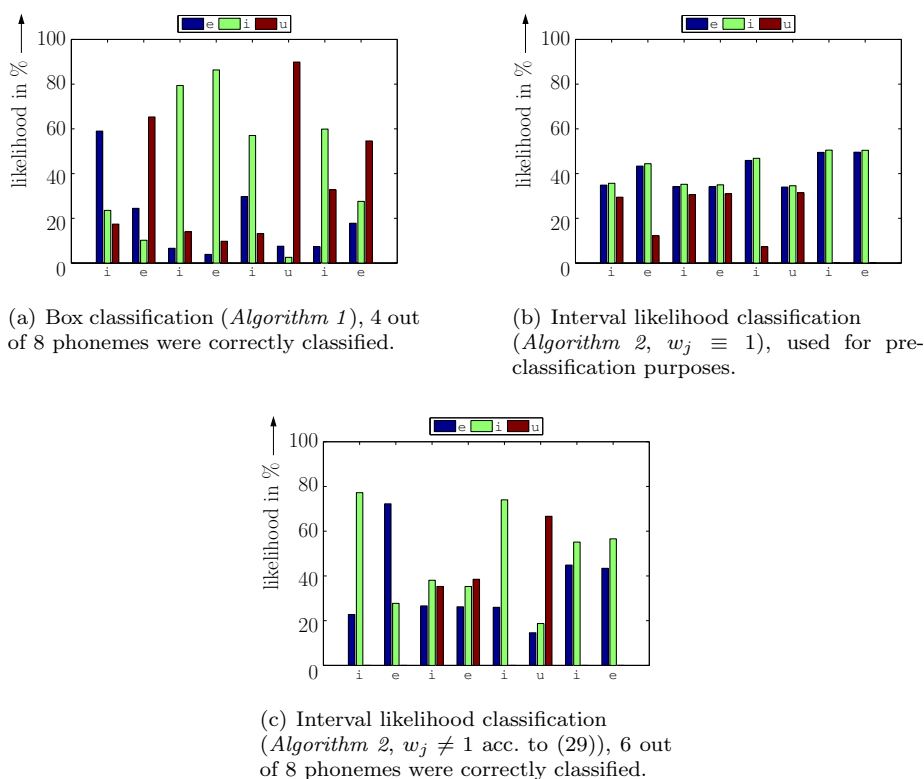 e i u
likelihood in %
100
80
60
40
20
0
i e i e i u i e
(a) Box classification (Algorithm 1), 4 out
of 8 phonemes were correctly classified.
e i u
likelihood in %
100
80
60
40
20
0
i e i e i u i e
(b) Interval likelihood classification
(Algorithm 2, w_j ≡ 1), used for pre-
classification purposes.
e i u
likelihood in %
100
80
60
40
20
0
i e i e i u i e
(c) Interval likelihood classification
(Algorithm 2, w_j ≠ 1 acc. to (29)), 6 out
of 8 phonemes were correctly classified.